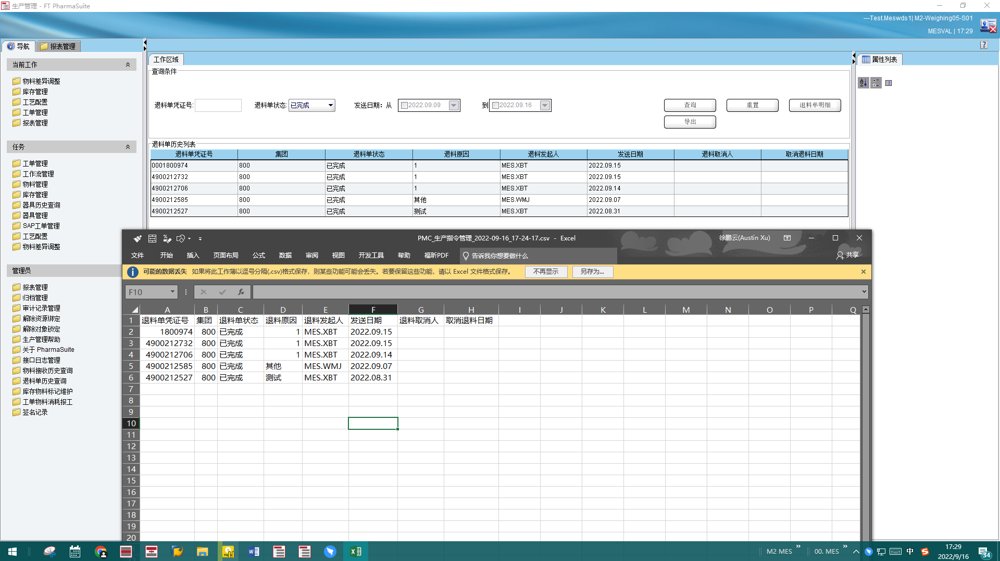 生产管理 - FT PharmaSuite
---Test.Meswds1| M2-Weighing05-S01
MESVAL | 17:29
导航 报表管理
当前工作
物料差异调整
库存管理
工艺配置
工单管理
报表管理
任务
工单管理
工作流管理
物料管理
库存管理
器具历史查询
器具管理
SAP工单管理
工艺配置
物料差异调整
管理员
报表管理
归档管理
审计记录管理
解除资源绑定
解除对象锁定
生产管理帮助
关于 PharmaSuite
接口日志管理
物料接收历史查询
退料单历史查询
库存物料标记维护
工单物料消耗报工
签名记录
工作区域
查询条件
退料单凭证号: 退料单状态: 已完成 发送日期：从 2022.09.09 到 2022.09.16 查询 重置 退料单明细
导出
退料单历史列表
退料单凭证号 集团 退料单状态 退料原因 退料发起人 发送日期 退料取消人 取消退料日期
0001800974 800 已完成 1 MES.XBT 2022.09.15
4900212732 800 已完成 1 MES.XBT 2022.09.15
4900212706 800 已完成 1 MES.XBT 2022.09.14
4900212585 800 已完成 其他 MES.WMJ 2022.09.07
4900212527 800 已完成 测试 MES.XBT 2022.08.31
属性列表
PMC_生产指令管理_2022-09-16_17-24-17.csv - Excel 徐鹏云(Austin Xu)
文件 开始 插入 页面布局 公式 数据 审阅 视图 开发工具 帮助 福昕PDF 告诉我你想要做什么 共享
可能的数据丢失 如果将此工作簿以逗号分隔(.csv)格式保存，则某些功能可能会丢失。若要保留这些功能，请以 Excel 文件格式保存。 不再显示 另存为...
F10 fx
A B C D E F G H I J K L M N O P Q
1 退料单凭证号 集团 退料单状态 退料原因 退料发起人 发送日期 退料取消人 取消退料日期
2 1800974 800 已完成 1 MES.XBT 2022.09.15
3 4900212732 800 已完成 1 MES.XBT 2022.09.15
4 4900212706 800 已完成 1 MES.XBT 2022.09.14
5 4900212585 800 已完成 其他 MES.WMJ 2022.09.07
6 4900212527 800 已完成 测试 MES.XBT 2022.08.31
7
8
9
10
11
12
13
14
15
16
17
18
19
20
M2 MES 00. MES 中 17:29
2022/9/16 34